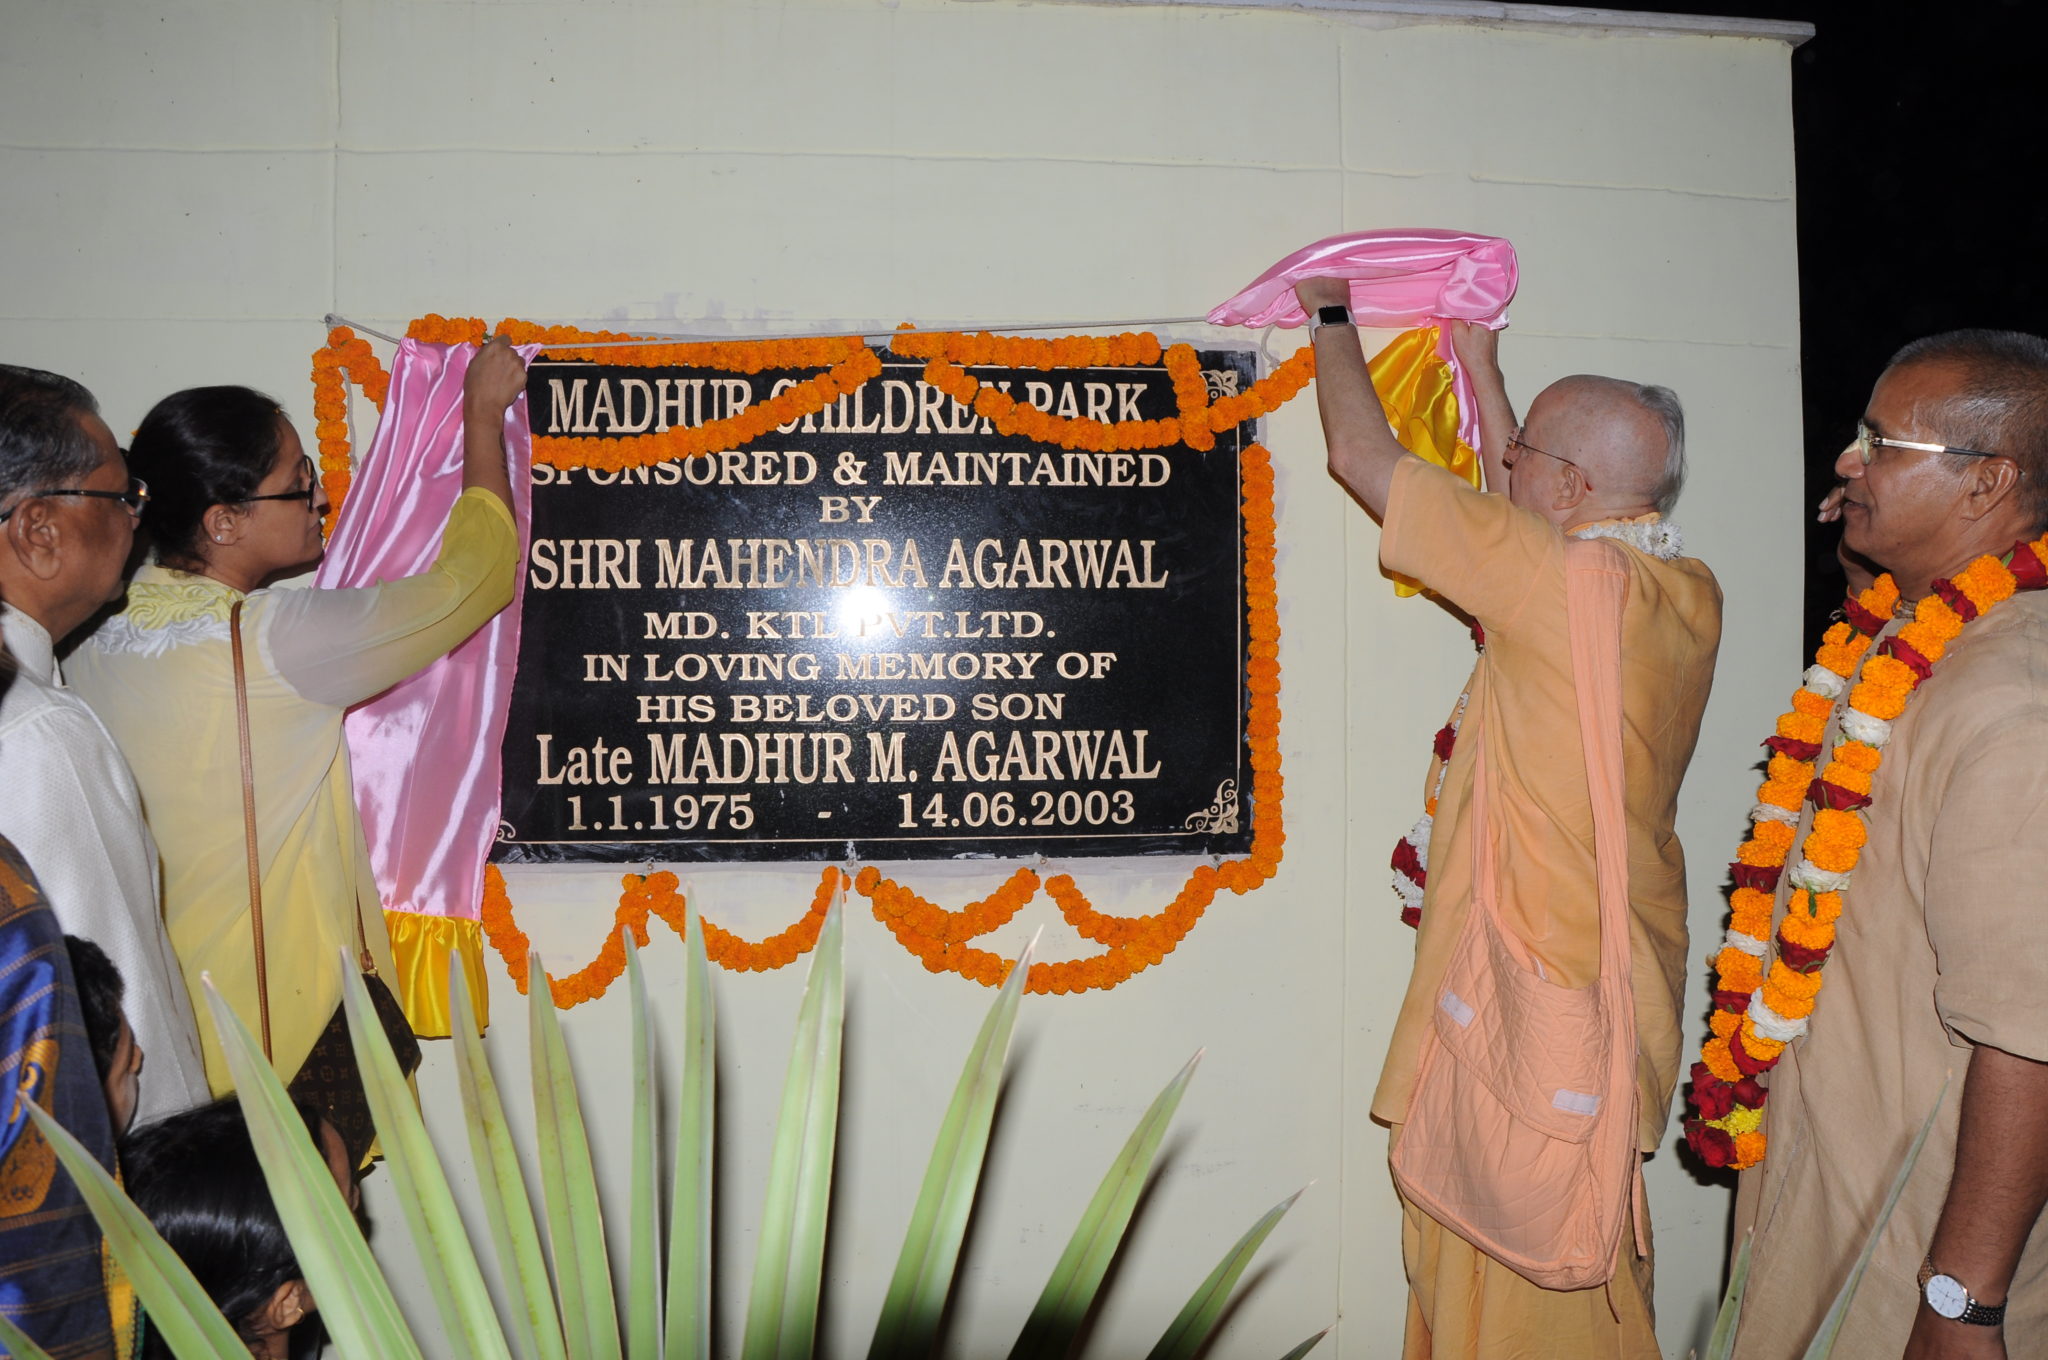 MADHUR CHILDREN PARK
SPONSORED & MAINTAINED
BY
SHRI MAHENDRA AGARWAL
MD. KTL PVT.LTD.
IN LOVING MEMORY OF
HIS BELOVED SON
Late MADHUR M. AGARWAL
1.1.1975 - 14.06.2003